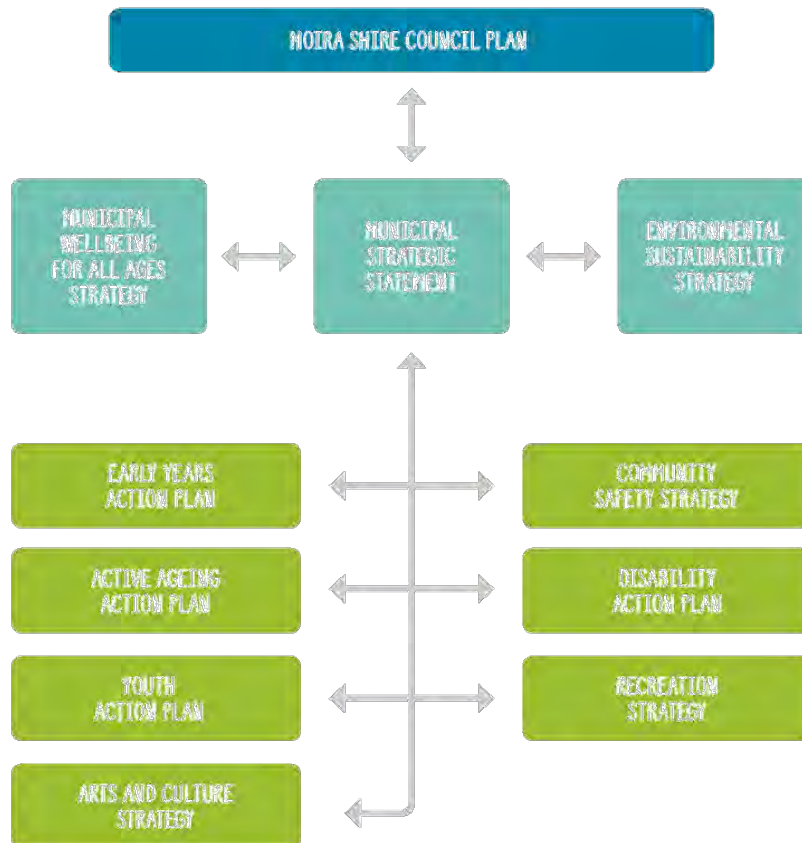 MOIRA SHIRE COUNCIL PLAN
MUNICIPAL
WELLBEING
FOR ALL AGES
STRATEGY
MUNICIPAL
STRATEGIC
STATEMENT
ENVIRONMENTAL
SUSTAINABILITY
STRATEGY
EARLY YEARS
ACTION PLAN
COMMUNITY
SAFETY STRATEGY
ACTIVE AGEING
ACTION PLAN
DISABILITY
ACTION PLAN
YOUTH
ACTION PLAN
RECREATION
STRATEGY
ARTS AND CULTURE
STRATEGY